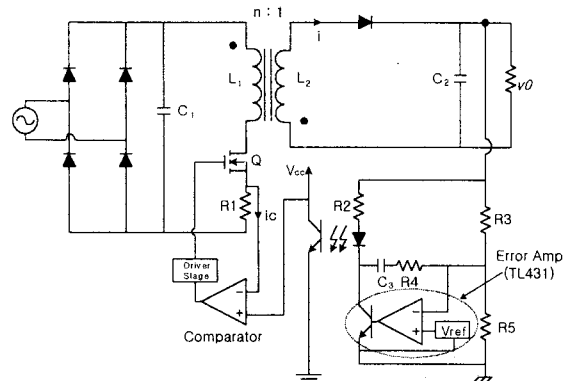 n : 1
i
L1
L2
C1
C2
v0
Q
Vcc
R1
ic
R2
R3
Driver
Stage
C3 R4
Error Amp
(TL431)
Vref
R5
Comparator